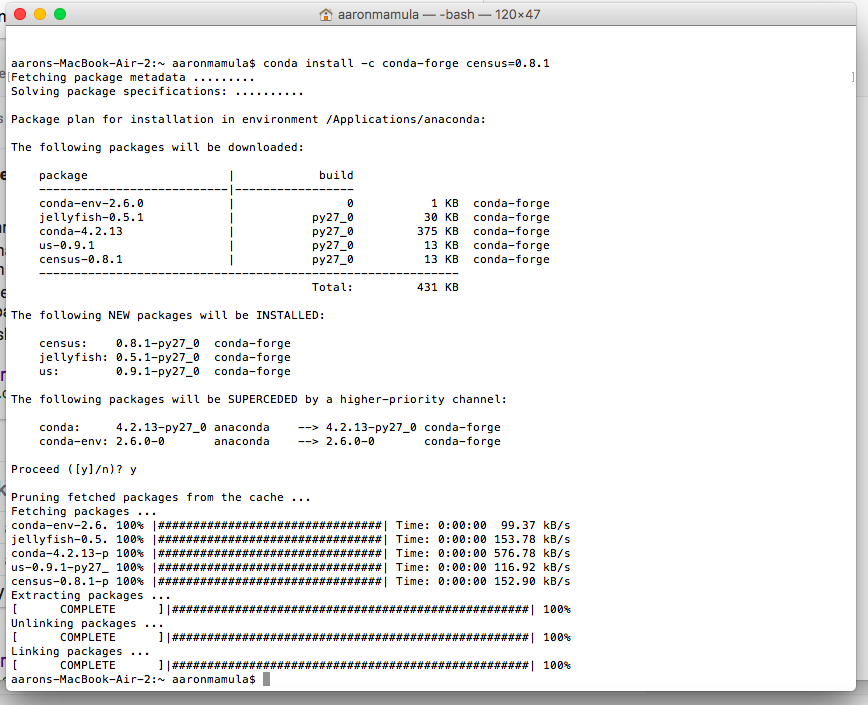 aaronmamula — -bash — 120×47
aarons-MacBook-Air-2:~ aaronmamula$ conda install -c conda-forge census=0.8.1
[Fetching package metadata ......... ]
Solving package specifications: ..........
Package plan for installation in environment /Applications/anaconda:
The following packages will be downloaded:
    package                    |            build
    ---------------------------|-----------------
    conda-env-2.6.0            |                0           1 KB  conda-forge
    jellyfish-0.5.1            |           py27_0          30 KB  conda-forge
    conda-4.2.13               |           py27_0         375 KB  conda-forge
    us-0.9.1                   |           py27_0          13 KB  conda-forge
    census-0.8.1               |           py27_0          13 KB  conda-forge
    ------------------------------------------------------------
                                           Total:         431 KB
The following NEW packages will be INSTALLED:
    census:    0.8.1-py27_0  conda-forge
    jellyfish: 0.5.1-py27_0  conda-forge
    us:        0.9.1-py27_0  conda-forge
The following packages will be SUPERCEDED by a higher-priority channel:
    conda:     4.2.13-py27_0 anaconda    --> 4.2.13-py27_0 conda-forge
    conda-env: 2.6.0-0       anaconda    --> 2.6.0-0       conda-forge
Proceed ([y]/n)? y
Pruning fetched packages from the cache ...
Fetching packages ...
conda-env-2.6. 100% |################################| Time: 0:00:00  99.37 kB/s
jellyfish-0.5. 100% |################################| Time: 0:00:00 153.78 kB/s
conda-4.2.13-p 100% |################################| Time: 0:00:00 576.78 kB/s
us-0.9.1-py27_ 100% |################################| Time: 0:00:00 116.92 kB/s
census-0.8.1-p 100% |################################| Time: 0:00:00 152.90 kB/s
Extracting packages ...
[      COMPLETE      ]|###################################################| 100%
Unlinking packages ...
[      COMPLETE      ]|###################################################| 100%
Linking packages ...
[      COMPLETE      ]|###################################################| 100%
aarons-MacBook-Air-2:~ aaronmamula$